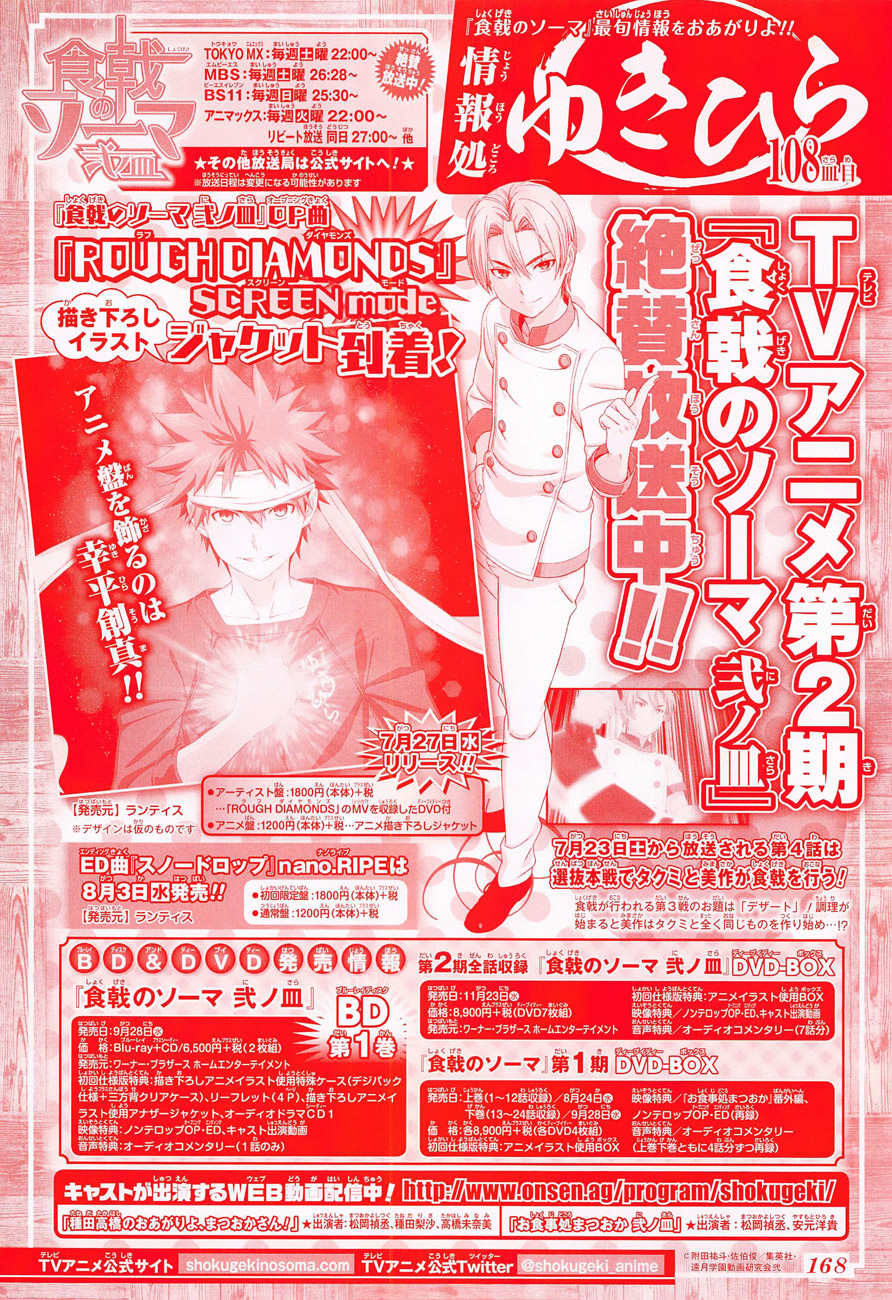 『食戟のソーマ』最旬情報をおあがりよ!!
情報処
ゆきひら
108皿目
食戟のソーマ 弐ノ皿
TOKYO MX:毎週土曜 22:00~
MBS:毎週土曜 26:28~
BS11:毎週日曜 25:30~
アニマックス:毎週火曜 22:00~
リピート放送 同日 27:00~ 他
絶賛放送中!
★その他放送局は公式サイトへ!★
※放送日程は変更になる可能性があります
TVアニメ第2期
『食戟のソーマ 弐ノ皿』
絶賛放送中!!
『食戟のソーマ 弐ノ皿』OP曲
『ROUGH DIAMONDS』
SCREEN mode
描き下ろし
イラスト
ジャケット到着!
アニメ盤を飾るのは
幸平創真!!
ゆきひら
7月27日水
リリース!!
【発売元】ランティス
※デザインは仮のものです
●アーティスト盤:1800円(本体)+税
…「ROUGH DIAMONDS」のMVを収録したDVD付
●アニメ盤:1200円(本体)+税…アニメ描き下ろしジャケット
ED曲『スノードロップ』nano.RIPEは
8月3日水発売!!
【発売元】ランティス
●初回限定盤:1800円(本体)+税
●通常盤:1200円(本体)+税
7月23日土から放送される第4話は
選抜本戦でタクミと美作が食戟を行う!
食戟が行われる第3戦のお題は「デザート」!調理が
始まると美作はタクミと全く同じものを作り始め…!?
BD&DVD発売情報
『食戟のソーマ 弐ノ皿』
BD
第1巻
発売日:9月28日水
価格:Blu-ray+CD/6,500円+税(2枚組)
発売元:ワーナー・ブラザース ホームエンターテイメント
初回仕様版特典:描き下ろしアニメイラスト使用特殊ケース(デジパック
仕様+三方背クリアケース)、リーフレット(4P)、描き下ろしアニメイ
ラスト使用アナザージャケット、オーディオドラマCD1
映像特典:ノンテロップOP・ED、キャスト出演動画
音声特典:オーディオコメンタリー(1話のみ)
第2期全話収録『食戟のソーマ 弐ノ皿』DVD-BOX
発売日:11月23日水
価格:8,900円+税(DVD7枚組)
発売元:ワーナー・ブラザース ホームエンターテイメント
初回仕様版特典:アニメイラスト使用BOX
映像特典/ノンテロップOP・ED、キャスト出演動画
音声特典/オーディオコメンタリー(7話分)
『食戟のソーマ』第1期 DVD-BOX
発売日:上巻(1~12話収録)/8月24日水
下巻(13~24話収録)/9月28日水
価格:各8,900円+税(各DVD4枚組)
初回仕様版特典:アニメイラスト使用BOX
映像特典/『お食事処まつおか』番外編、
ノンテロップOP・ED(再録)
音声特典/オーディオコメンタリー
(上巻下巻ともに4話分ずつ再録)
キャストが出演するWEB動画配信中! http://www.onsen.ag/program/shokugeki/
「種田高橋のおあがりよ、まつおかさん!」★出演者:松岡禎丞、種田梨沙、高橋未奈美
「お食事処まつおか 弐ノ皿」★出演者:松岡禎丞、安元洋貴
TVアニメ公式サイト shokugekinosoma.com TVアニメ公式Twitter @shokugeki_anime
©附田祐斗・佐伯俊/集英社・
遠月学園動画研究会弐
168